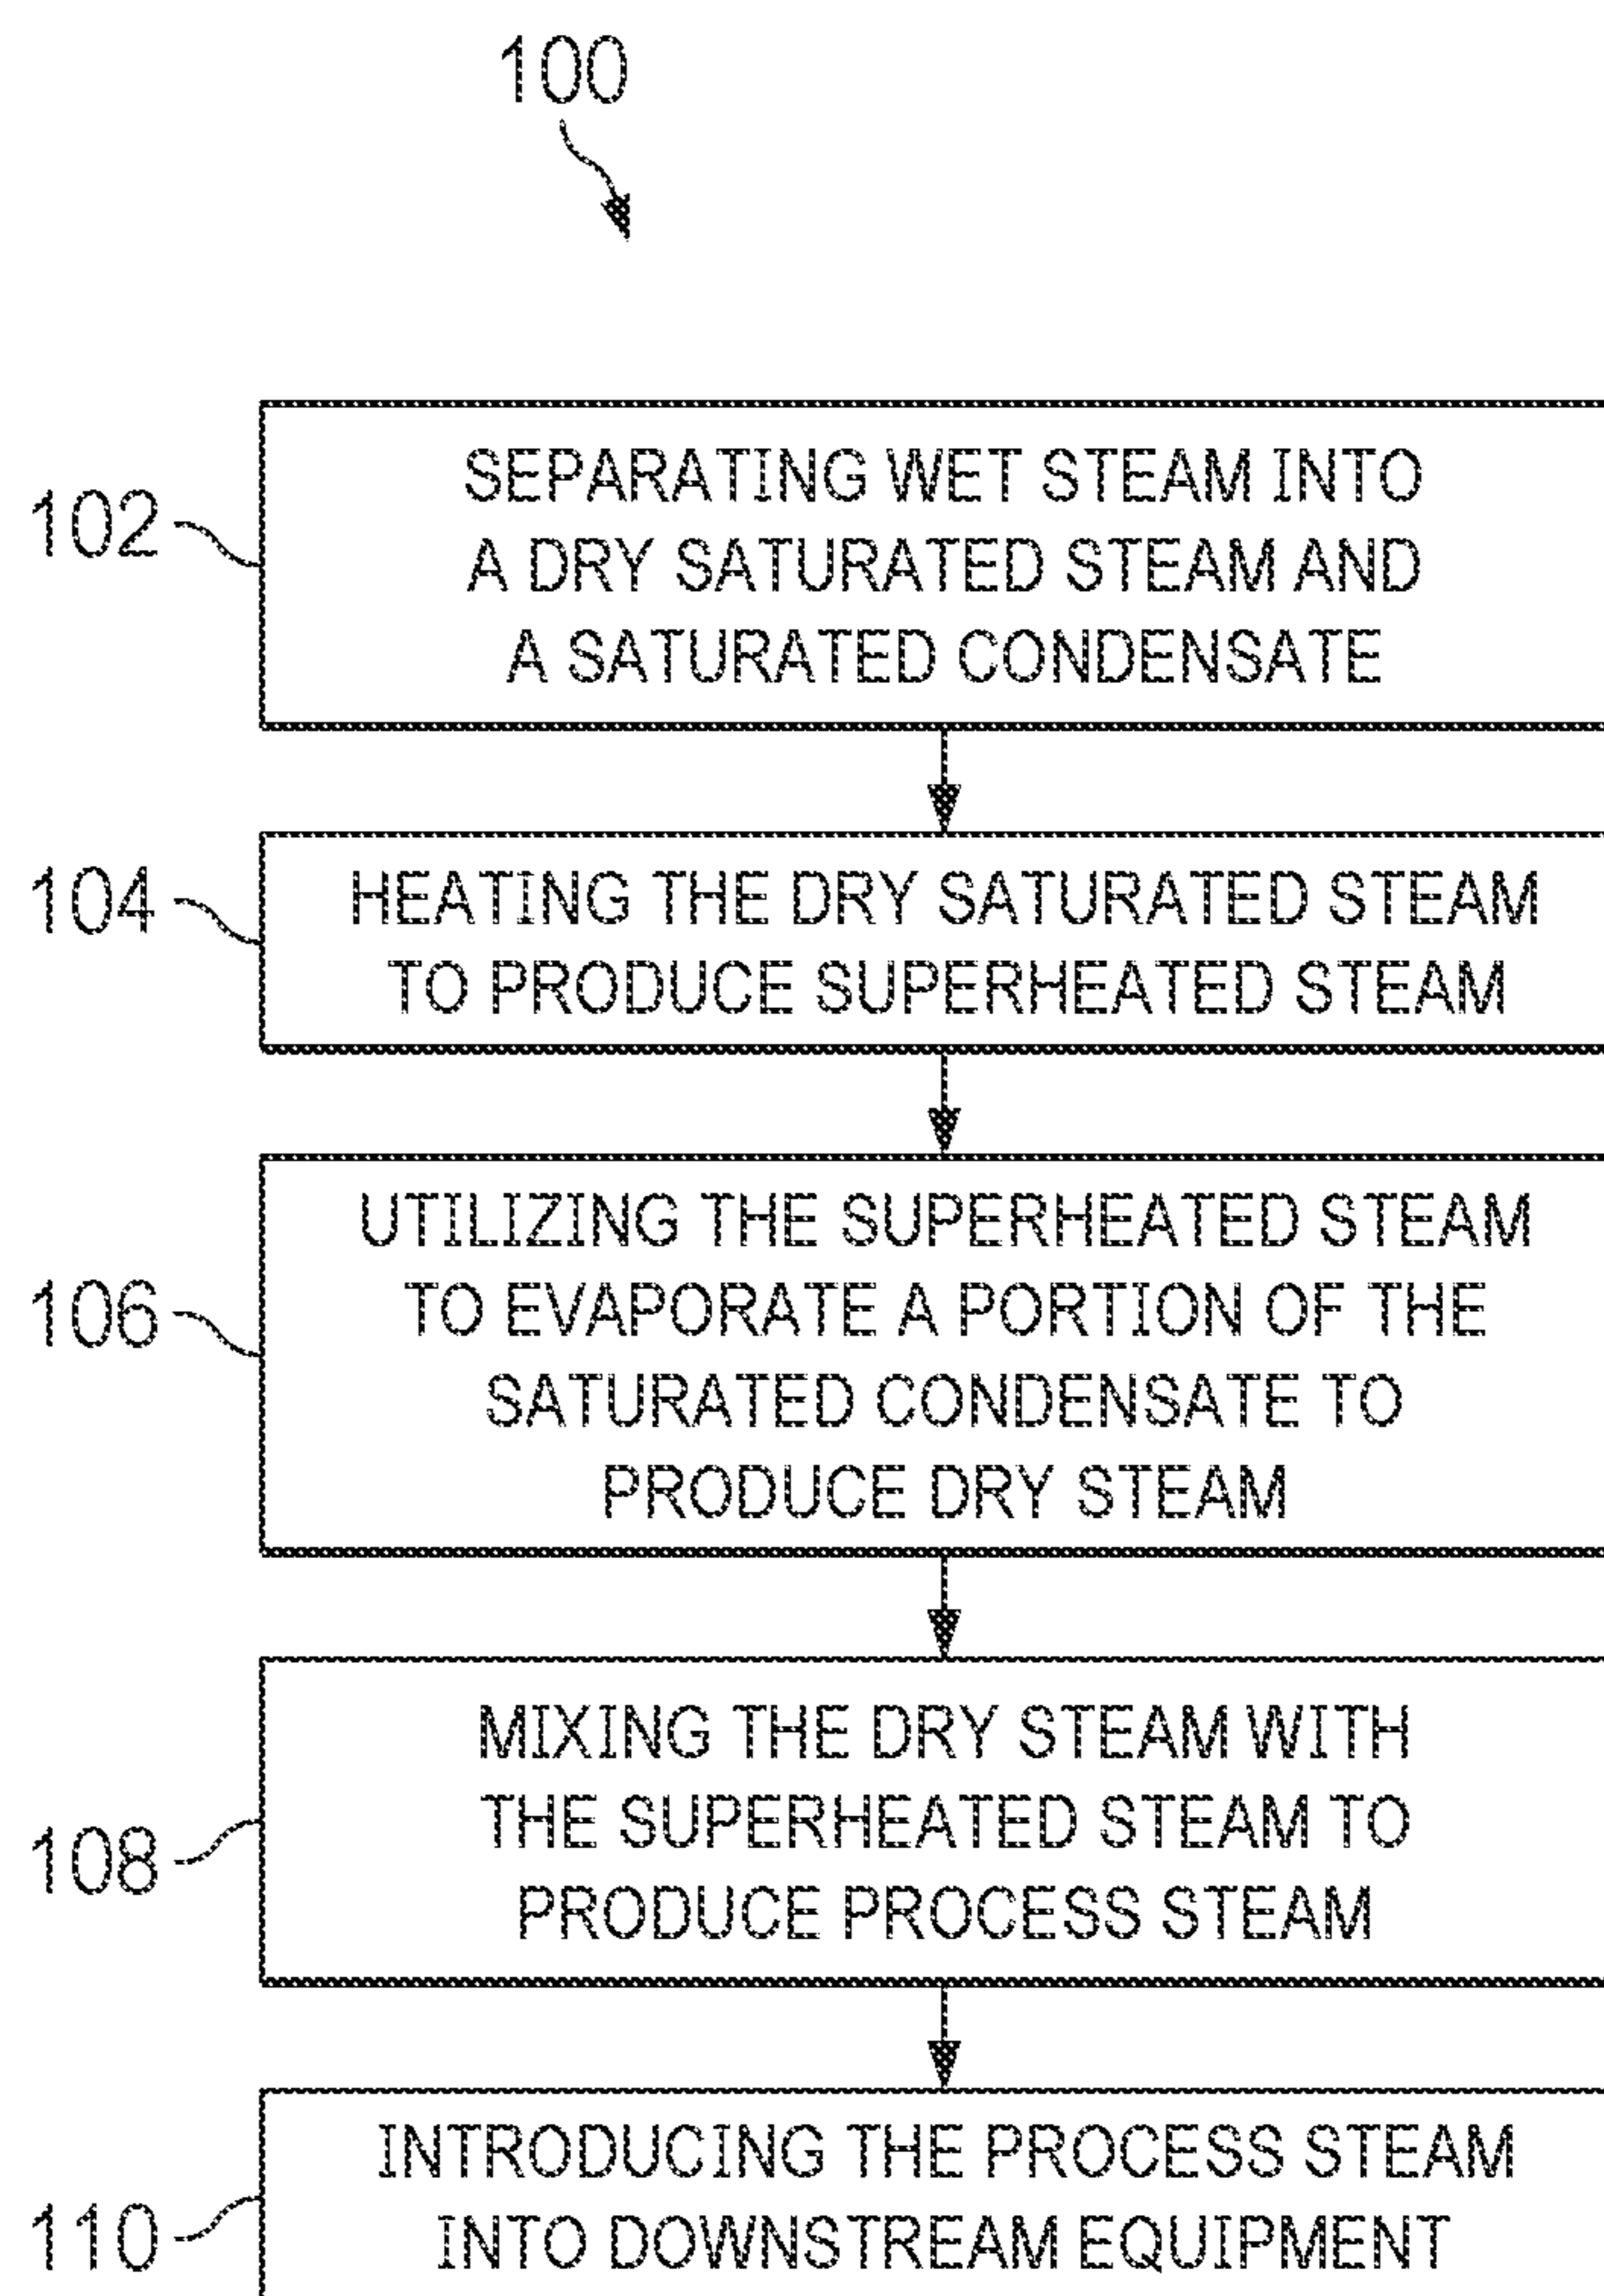 100
102
SEPARATING WET STEAM INTO
A DRY SATURATED STEAM AND
A SATURATED CONDENSATE
104
HEATING THE DRY SATURATED STEAM
TO PRODUCE SUPERHEATED STEAM
106
UTILIZING THE SUPERHEATED STEAM
TO EVAPORATE A PORTION OF THE
SATURATED CONDENSATE TO
PRODUCE DRY STEAM
108
MIXING THE DRY STEAM WITH
THE SUPERHEATED STEAM TO
PRODUCE PROCESS STEAM
110
INTRODUCING THE PROCESS STEAM
INTO DOWNSTREAM EQUIPMENT